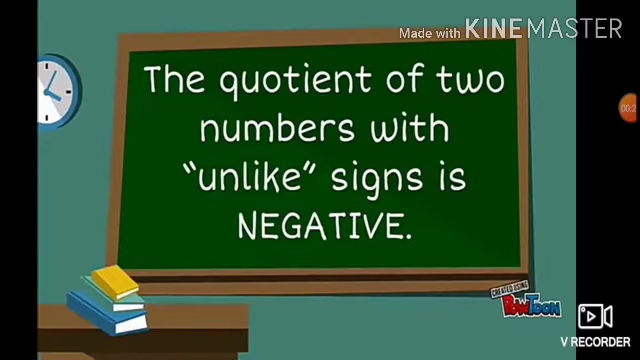 Made with KINEMASTER
The quotient of two
numbers with
“unlike” signs is
NEGATIVE.
CREATED USING
POWTOON
V RECORDER